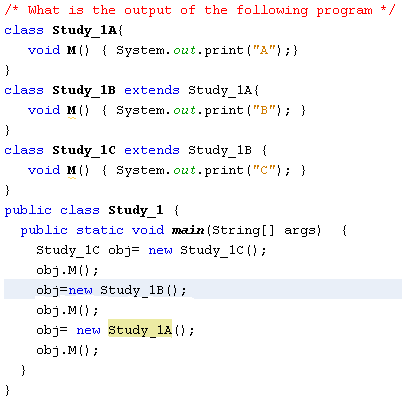 /* What is the output of the following program */
class Study_1A{
void M() { System.out.print("A");}
}
class Study_1B extends Study_1A{
void M() { System.out.print("B"); }
}
class Study_1C extends Study_1B {
void M() { System.out.print("C"); }
}
public class Study_1 {
public static void main(String[] args)  {
Study_1C obj= new Study_1C();
obj.M();
obj=new Study_1B();
obj.M();
obj= new Study_1A();
obj.M();
}
}